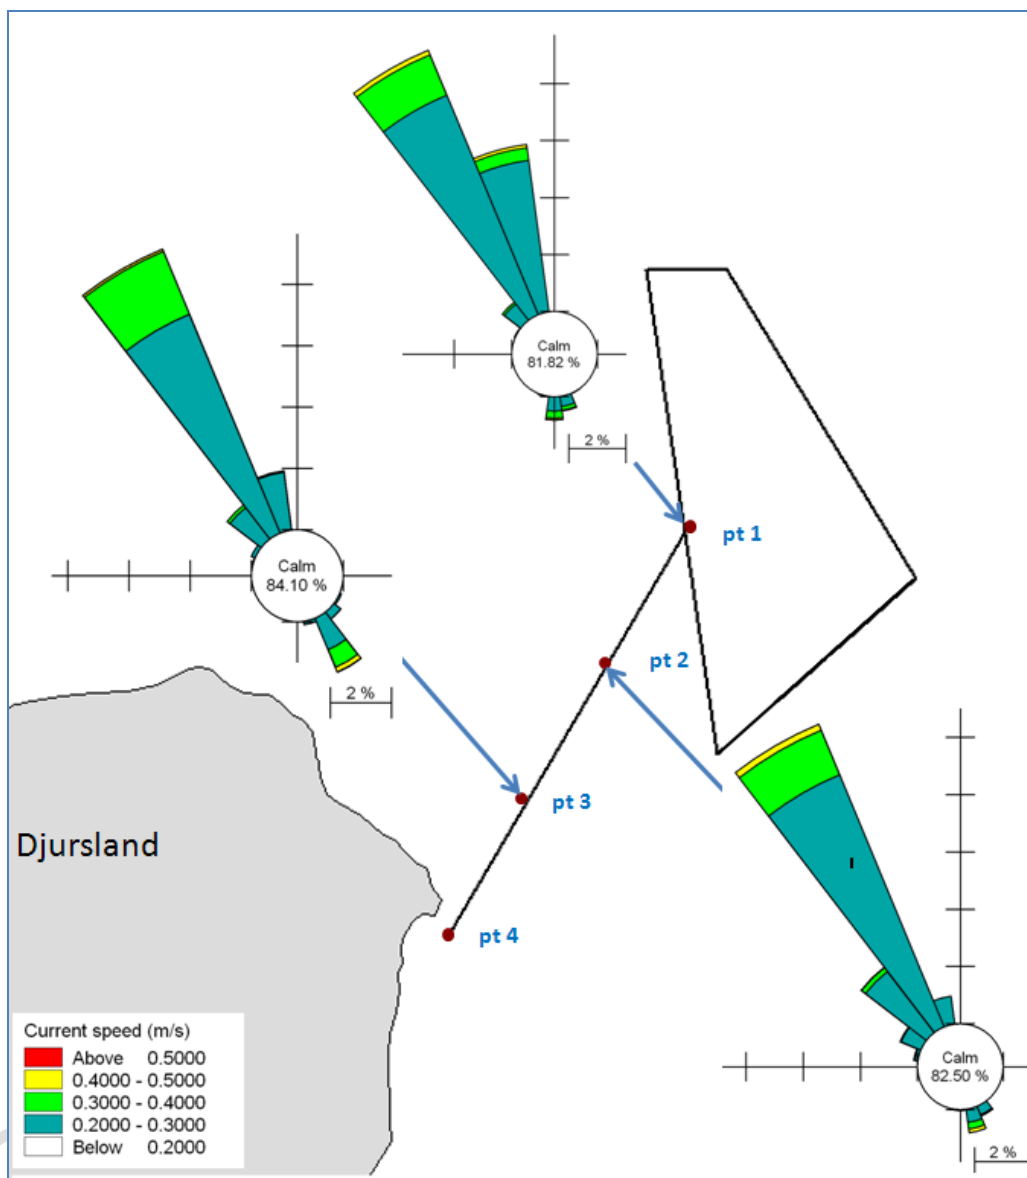 Calm
81.82 %
2 %
pt 1
Calm
84.10 %
2 %
pt 2
pt 3
Djursland
pt 4
Calm
82.50 %
2 %
Current speed (m/s)
Above 0.5000
0.4000 - 0.5000
0.3000 - 0.4000
0.2000 - 0.3000
Below 0.2000